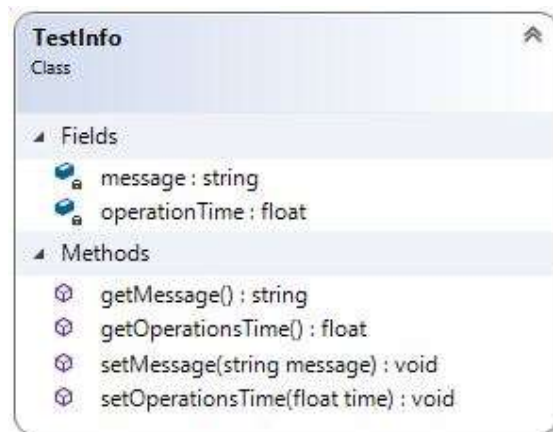 TestInfo
Class
Fields
message : string
operationTime : float
Methods
getMessage() : string
getOperationsTime() : float
setMessage(string message) : void
setOperationsTime(float time) : void